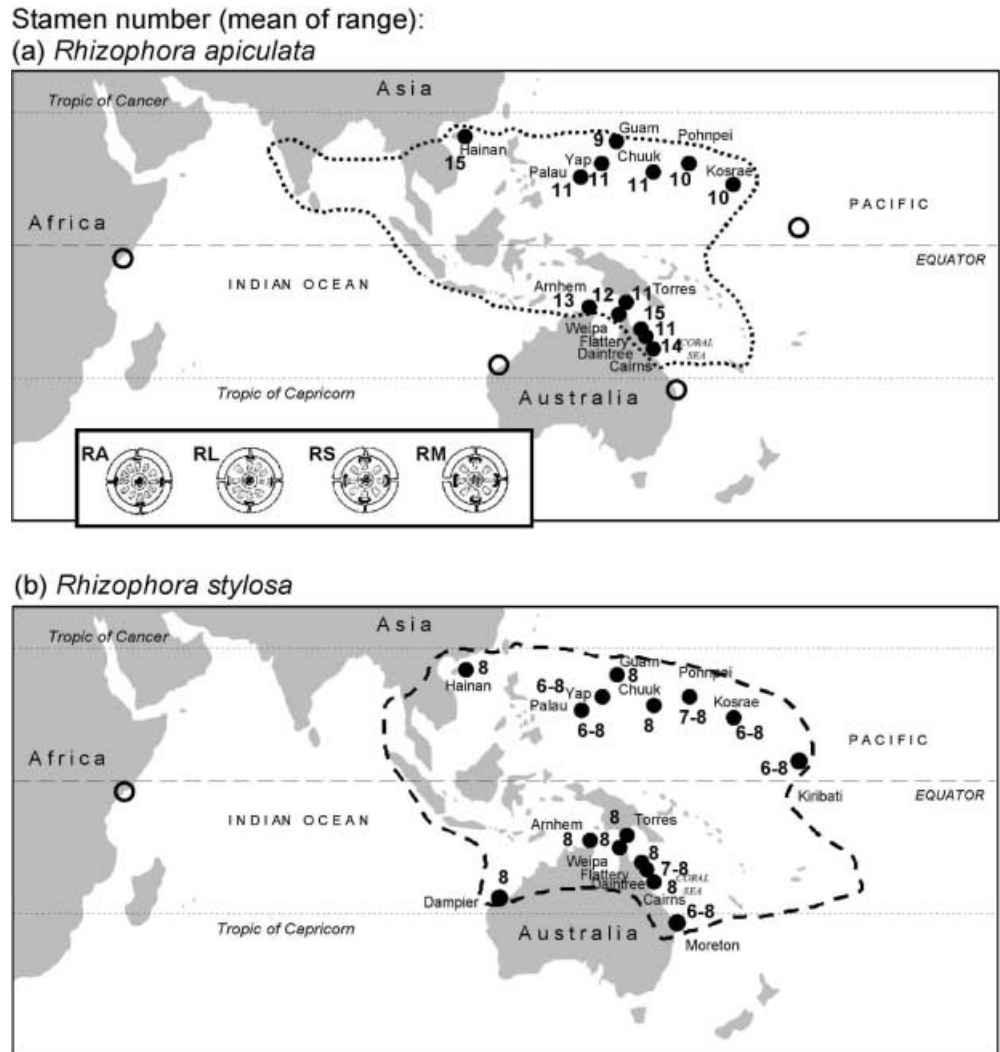 Stamen number (mean of range):
(a) Rhizophora apiculata
Asia
Tropic of Cancer
Guam
9
Pohnpei
Hainan
15
Yap
Chuuk
Palau
11
11
11
10
Kosrae
10
Africa
PACIFIC
EQUATOR
INDIAN OCEAN
Arnhem
13
12
11
Torres
15
Weipa
11
Flattery
Daintree
14
CORAL
SEA
Cairns
Tropic of Capricorn
Australia
RA
RL
RS
RM
(b) Rhizophora stylosa
Asia
Tropic of Cancer
Guam
8
Pohnpei
8
Hainan
6-8
Yap
Chuuk
Palau
Kosrae
6-8
8
7-8
6-8
Africa
PACIFIC
6-8
Kiribati
EQUATOR
INDIAN OCEAN
8
Torres
Arnhem
8
8
Weipa
8
Flattery
7-8
Daintree
8
CORAL
SEA
Cairns
8
Dampier
6-8
Tropic of Capricorn
Australia
Moreton